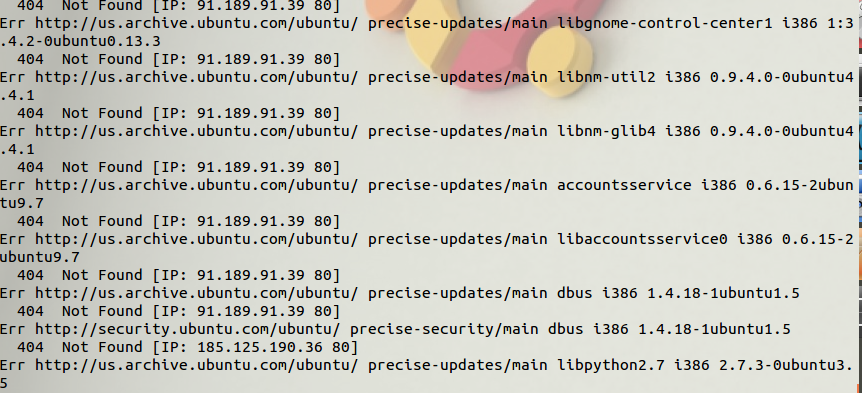 404  Not Found [IP: 91.189.91.39 80]
Err http://us.archive.ubuntu.com/ubuntu/ precise-updates/main libgnome-control-center1 i386 1:3
.4.2-0ubuntu0.13.3
  404  Not Found [IP: 91.189.91.39 80]
Err http://us.archive.ubuntu.com/ubuntu/ precise-updates/main libnm-util2 i386 0.9.4.0-0ubuntu4
.4.1
  404  Not Found [IP: 91.189.91.39 80]
Err http://us.archive.ubuntu.com/ubuntu/ precise-updates/main libnm-glib4 i386 0.9.4.0-0ubuntu4
.4.1
  404  Not Found [IP: 91.189.91.39 80]
Err http://us.archive.ubuntu.com/ubuntu/ precise-updates/main accountsservice i386 0.6.15-2ubun
tu9.7
  404  Not Found [IP: 91.189.91.39 80]
Err http://us.archive.ubuntu.com/ubuntu/ precise-updates/main libaccountsservice0 i386 0.6.15-2
ubuntu9.7
  404  Not Found [IP: 91.189.91.39 80]
Err http://us.archive.ubuntu.com/ubuntu/ precise-updates/main dbus i386 1.4.18-1ubuntu1.5
  404  Not Found [IP: 91.189.91.39 80]
Err http://security.ubuntu.com/ubuntu/ precise-security/main dbus i386 1.4.18-1ubuntu1.5
  404  Not Found [IP: 185.125.190.36 80]
Err http://us.archive.ubuntu.com/ubuntu/ precise-updates/main libpython2.7 i386 2.7.3-0ubuntu3.
5